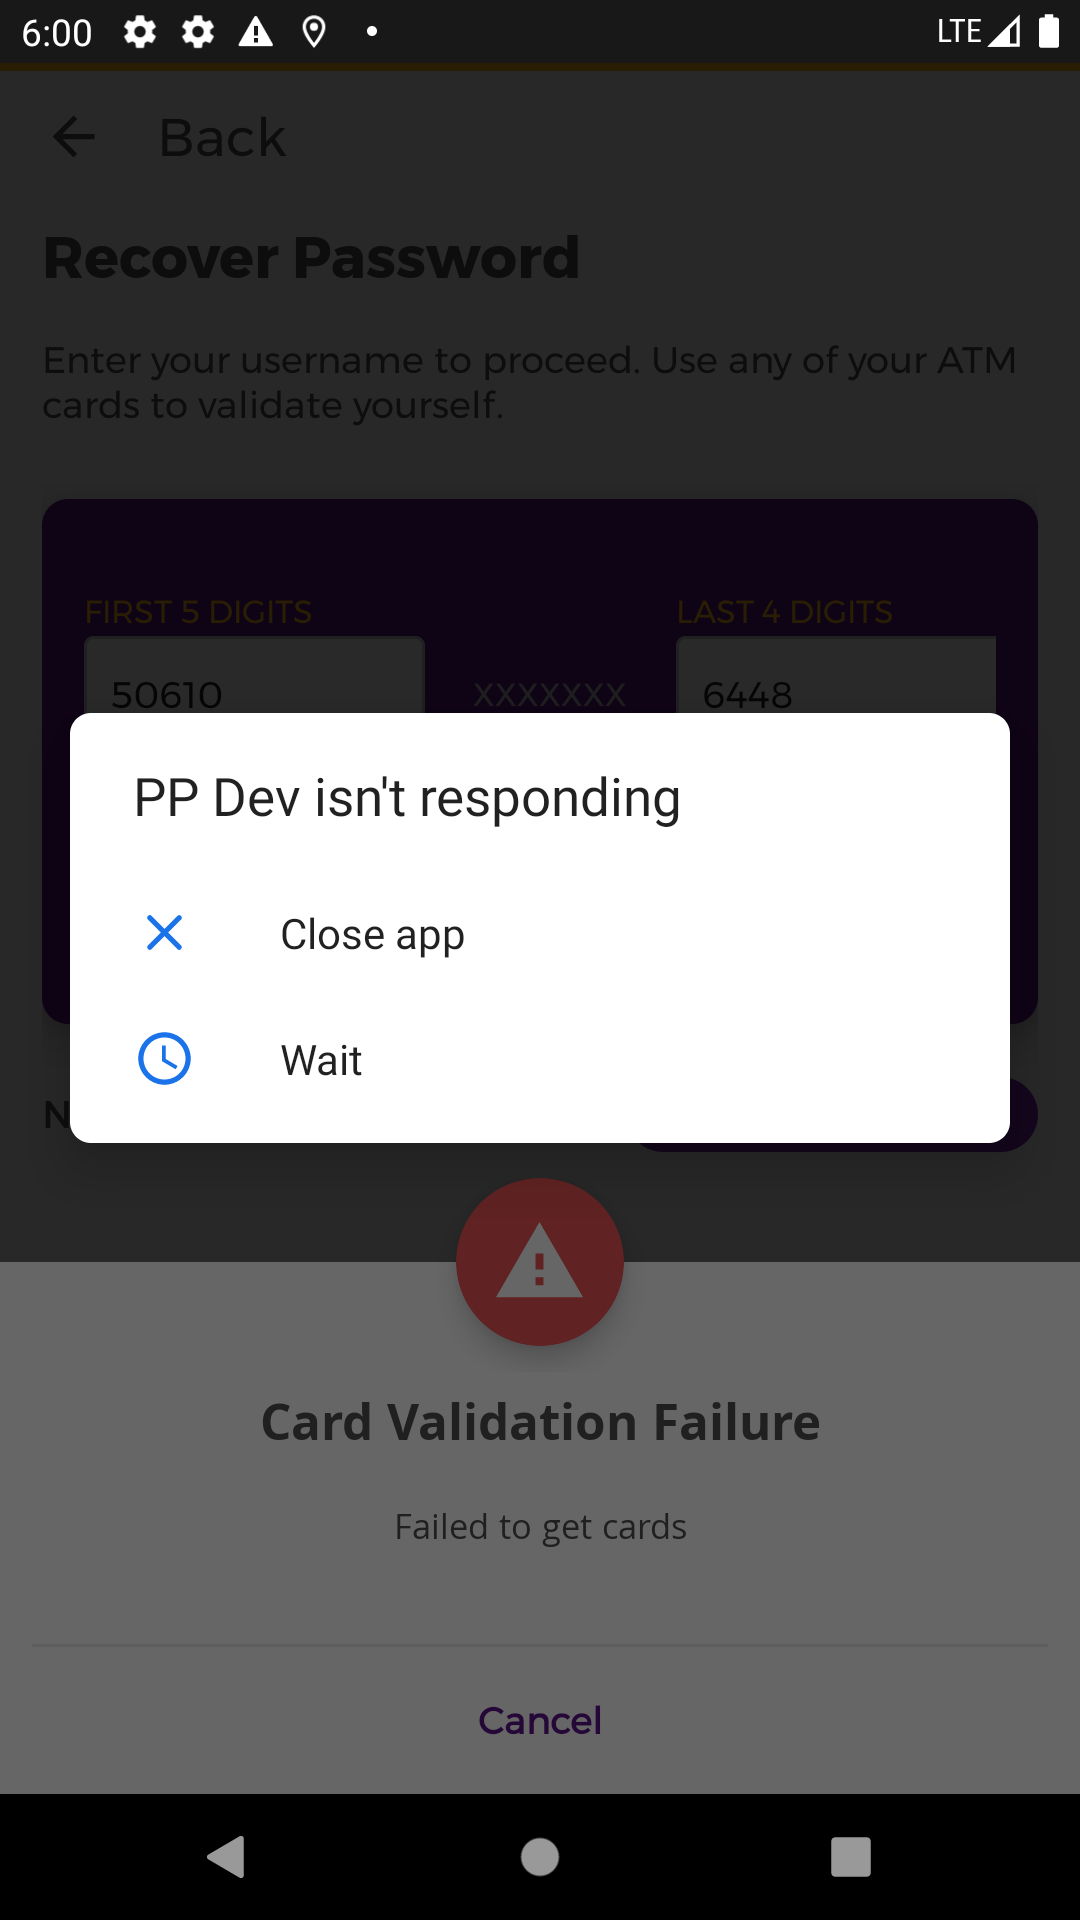 6:00 LTE
Back
Recover Password
Enter your username to proceed. Use any of your ATM
cards to validate yourself.
FIRST 5 DIGITS LAST 4 DIGITS
50610 XXXXXXX 6448
PP Dev isn't responding
Close app
Wait
N
Card Validation Failure
Failed to get cards
Cancel